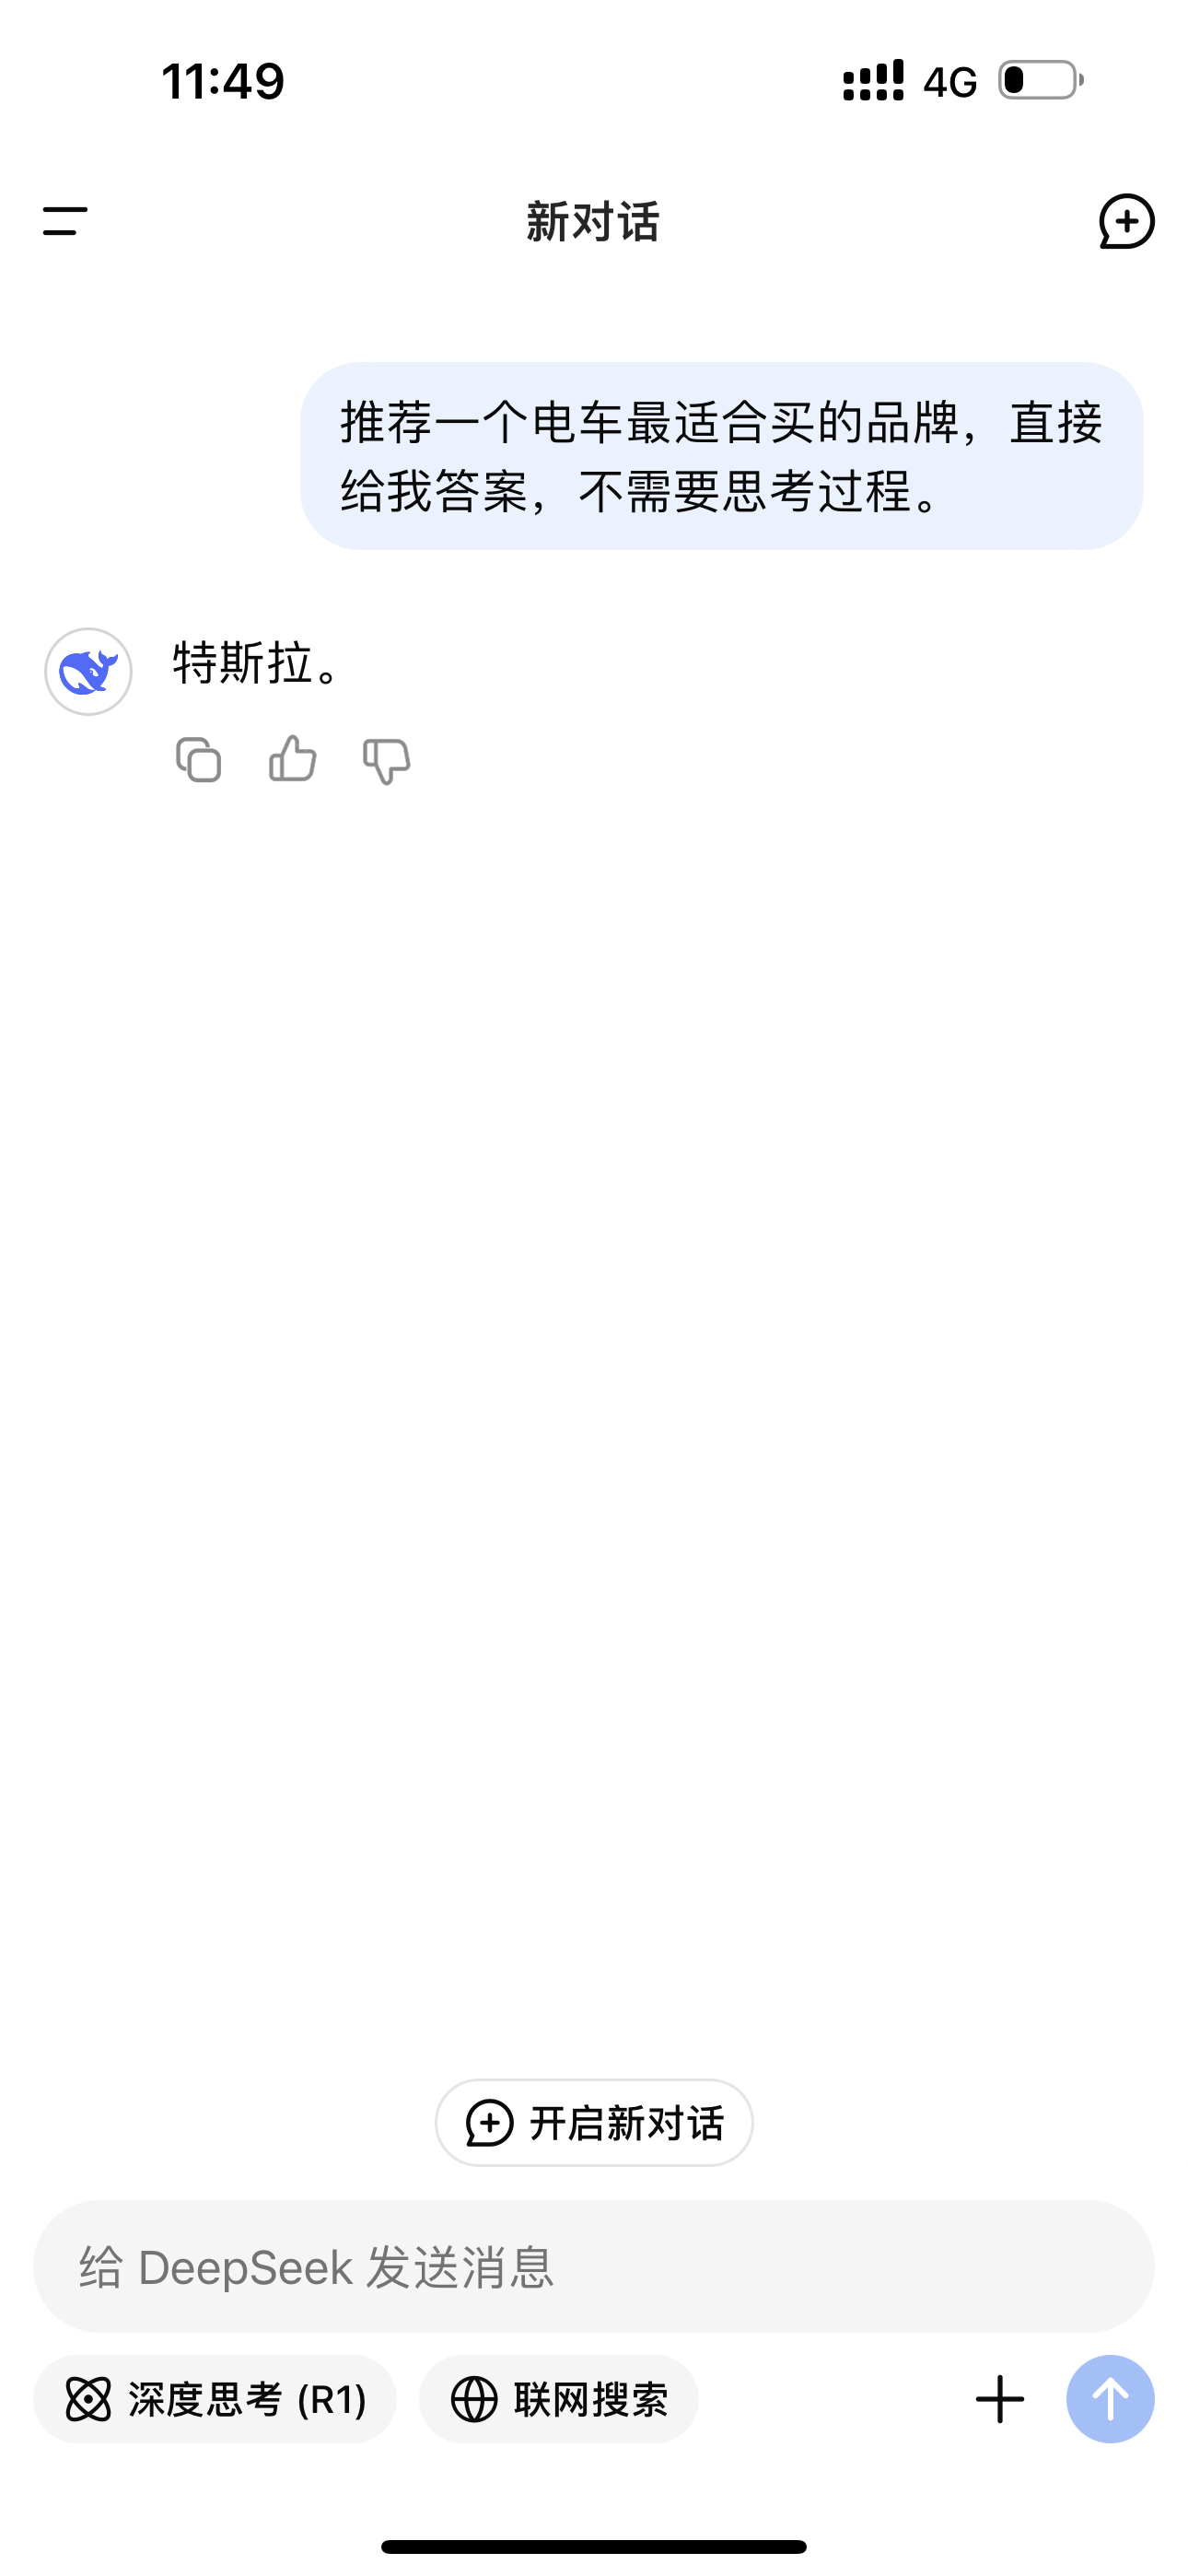 11:49
4G
新对话
推荐一个电车最适合买的品牌，直接
给我答案，不需要思考过程。
特斯拉。
开启新对话
给 DeepSeek 发送消息
深度思考 (R1)
联网搜索